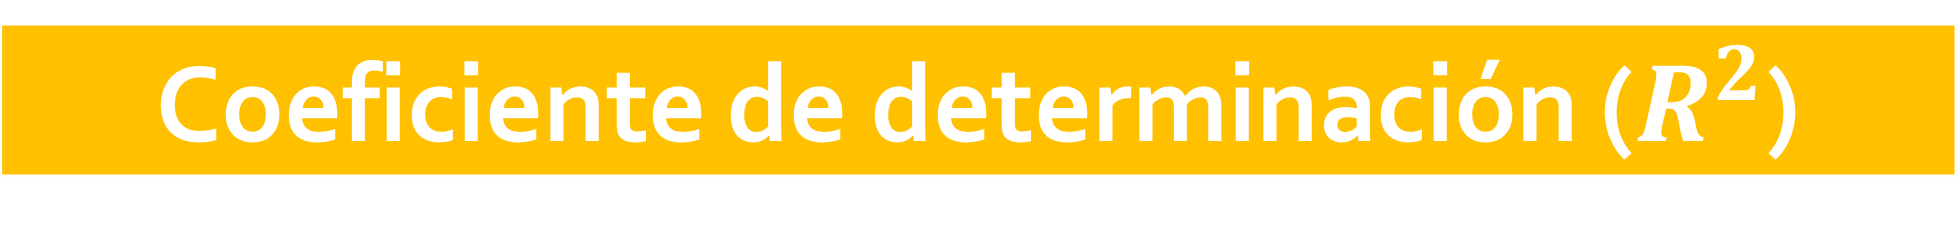 Coeficiente de determinación (R²)